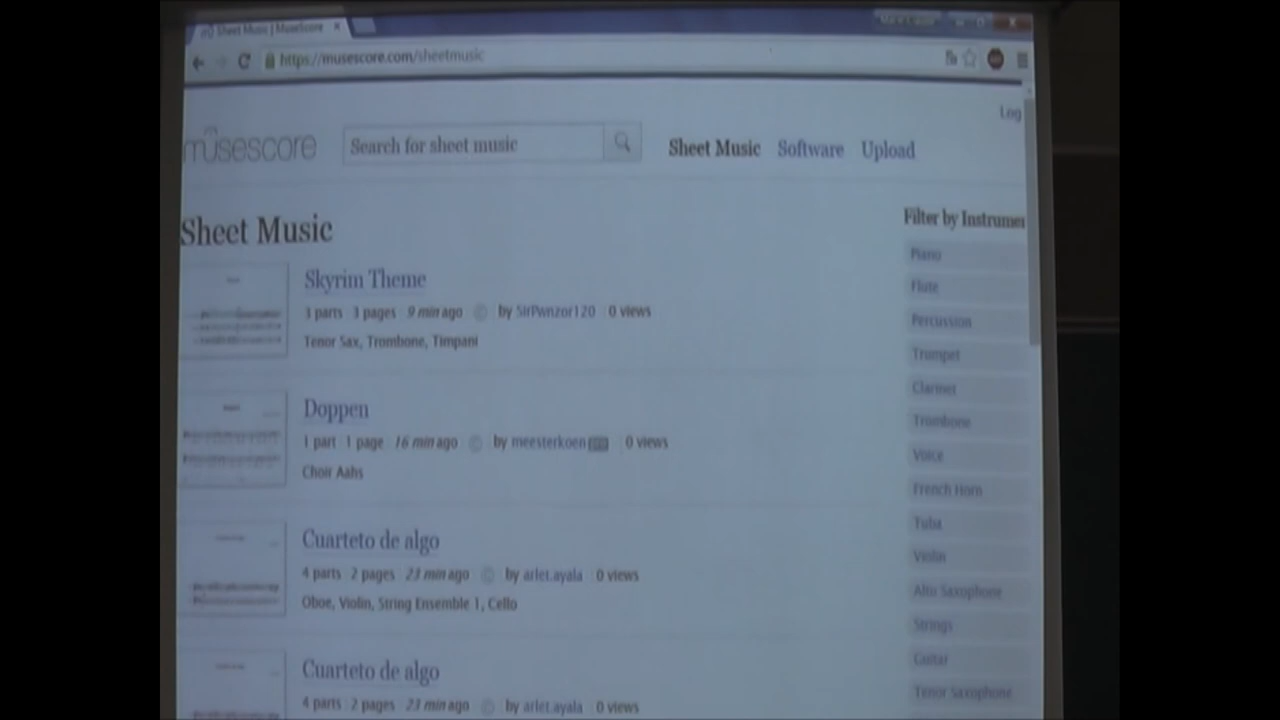 Sheet Music | MuseScore
https://musescore.com/sheetmusic
Log
musescore
Search for sheet music
Sheet Music Software Upload
Sheet Music
Skyrim Theme
3 parts 3 pages 9 min ago by SirPwnzor120 0 views
Tenor Sax, Trombone, Timpani
Doppen
1 part 1 page 16 min ago by meesterkoen 0 views
Choir Aahs
Cuarteto de algo
4 parts 2 pages 23 min ago by arlet.ayala 0 views
Oboe, Violin, String Ensemble 1, Cello
Cuarteto de algo
4 parts 2 pages 23 min ago by arlet.ayala 0 views
Filter by Instrumen
Piano
Flute
Percussion
Trumpet
Clarinet
Trombone
Voice
French Horn
Tuba
Violin
Alto Saxophone
Strings
Guitar
Tenor Saxophone